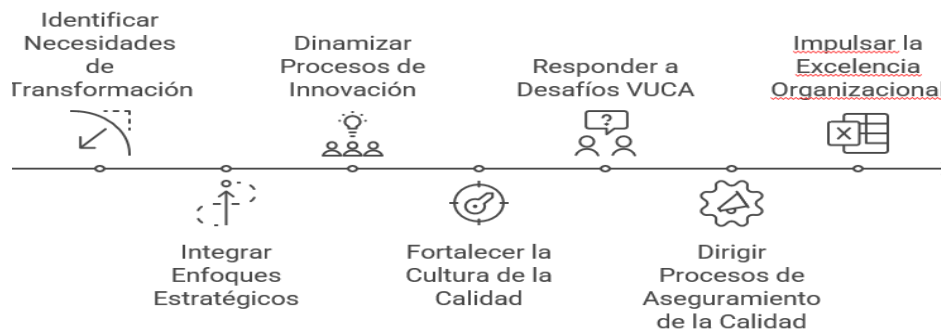 Identificar
Necesidades
de
Transformación
Integrar
Enfoques
Estratégicos
Dinamizar
Procesos de
Innovación
Fortalecer la
Cultura de la
Calidad
Responder a
Desafíos VUCA
?
Dirigir
Procesos de
Aseguramiento
de la Calidad
Impulsar la
Excelencia
Organizacional
X